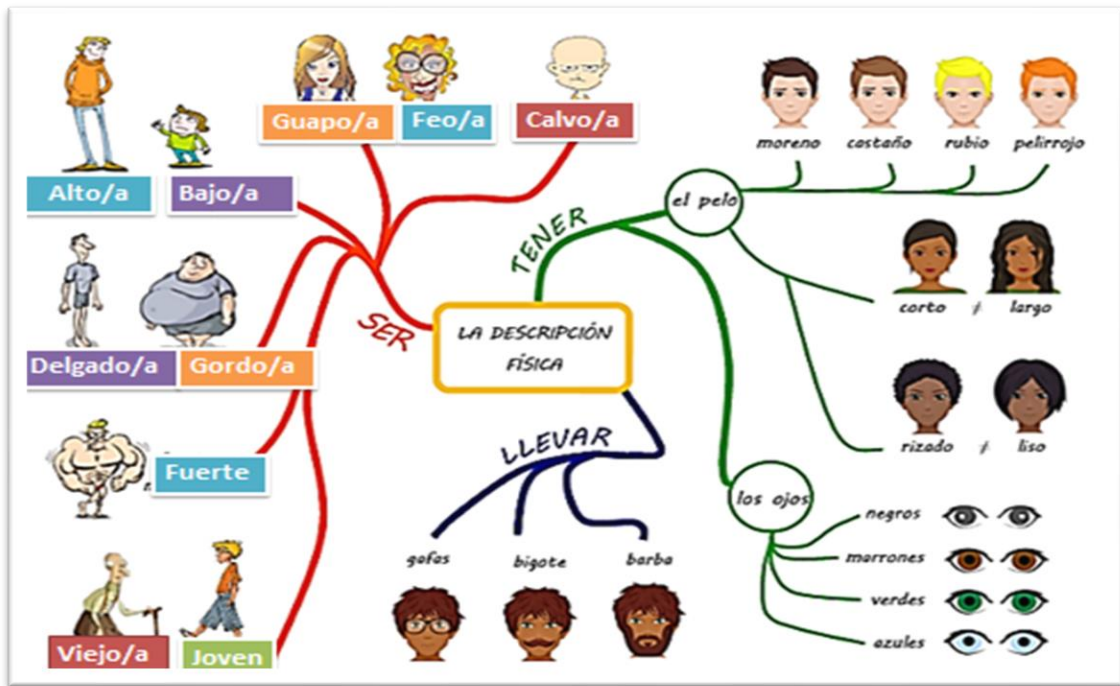 Guapo/a
Feo/a
Calvo/a
Alto/a
Bajo/a
Delgado/a
Gordo/a
Fuerte
Viejo/a
Joven
SER
LA DESCRIPCIÓN
FÍSICA
TENER
el pelo
moreno
castaño
rubio
pelirrojo
corto ≠ largo
rizado ≠ liso
los ojos
negros
marrones
verdes
azules
LLEVAR
gafas
bigote
barba